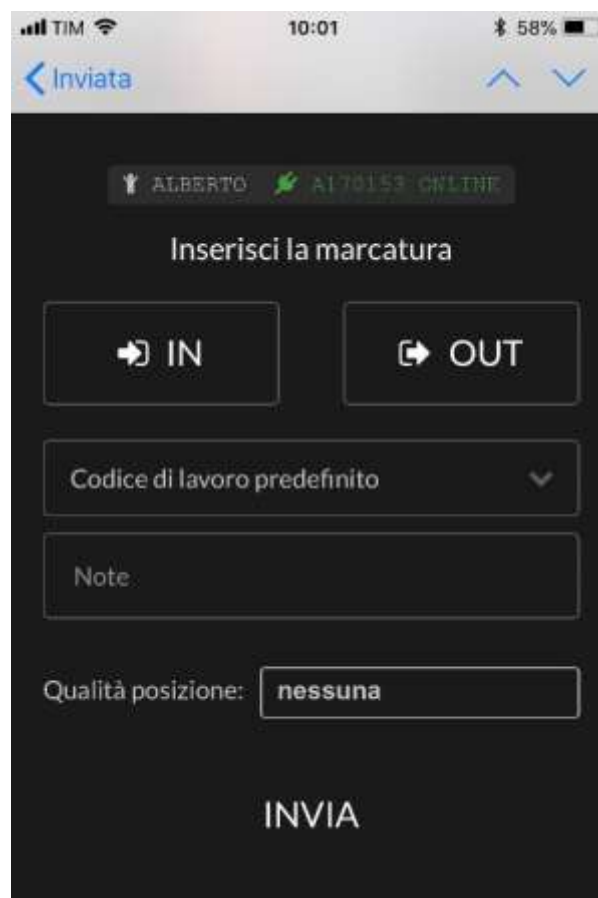 TIM 10:01 58%
Inviata
ALBERTO A170153 ONLINE
Inserisci la marcatura
IN OUT
Codice di lavoro predefinito
Note
Qualità posizione: nessuna
INVIA